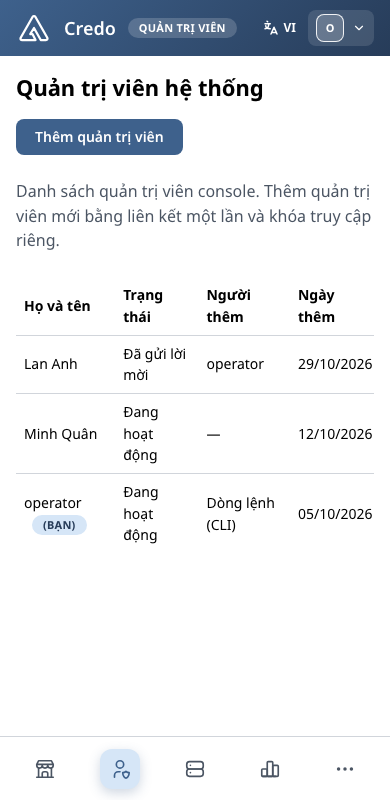 Credo QUẢN TRỊ VIÊN VI O
Quản trị viên hệ thống
Thêm quản trị viên
Danh sách quản trị viên console. Thêm quản trị
viên mới bằng liên kết một lần và khóa truy cập
riêng.
Họ và tên Trạng thái Người thêm Ngày thêm
Lan Anh Đã gửi lời mời operator 29/10/2026
Minh Quân Đang hoạt động — 12/10/2026
operator (BẠN) Đang hoạt động Dòng lệnh (CLI) 05/10/2026